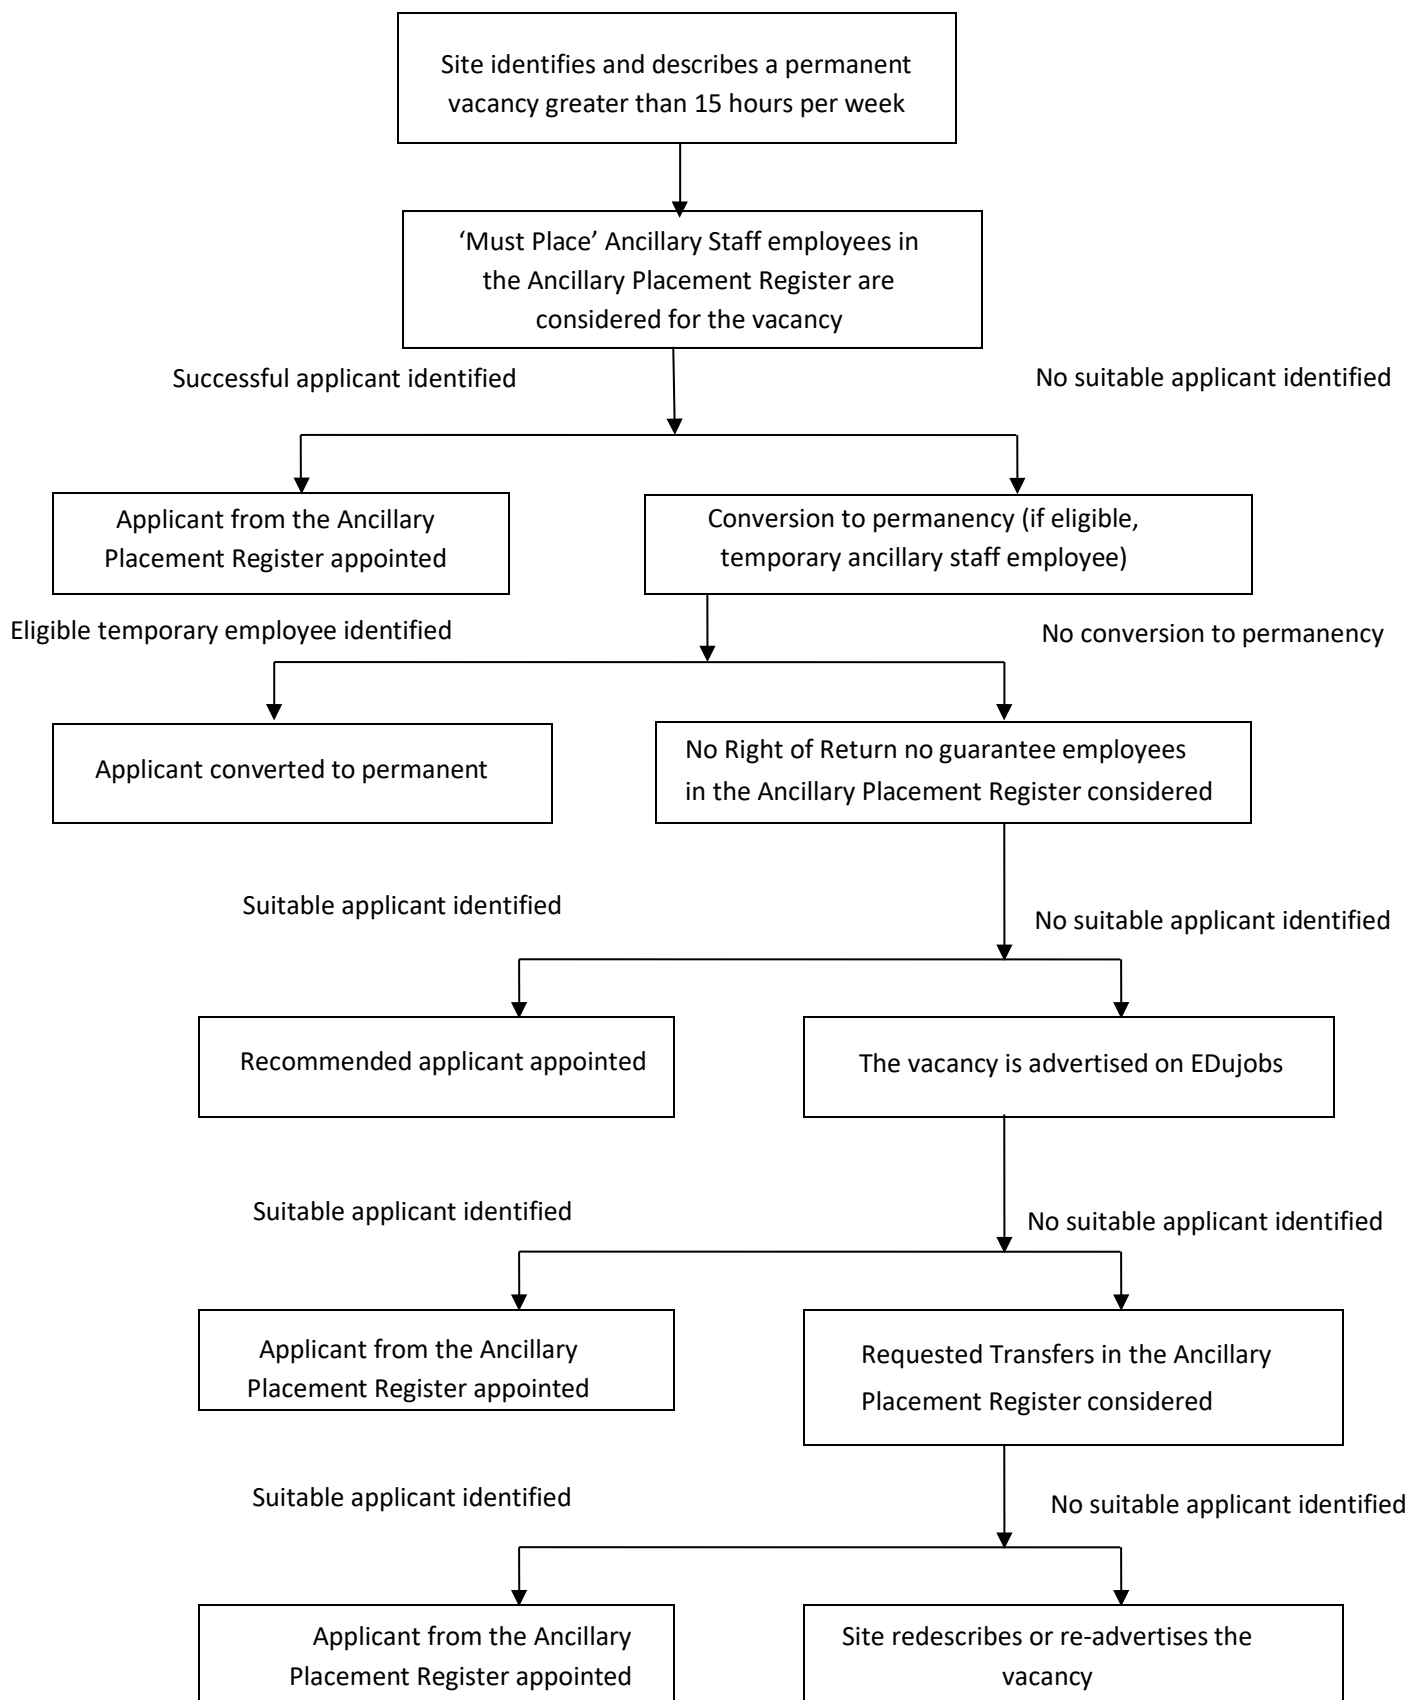 Site identifies and describes a permanent
vacancy greater than 15 hours per week
‘Must Place’ Ancillary Staff employees in
the Ancillary Placement Register are
considered for the vacancy
Successful applicant identified
No suitable applicant identified
Applicant from the Ancillary
Placement Register appointed
Conversion to permanency (if eligible,
temporary ancillary staff employee)
Eligible temporary employee identified
No conversion to permanency
Applicant converted to permanent
No Right of Return no guarantee employees
in the Ancillary Placement Register considered
Suitable applicant identified
No suitable applicant identified
Recommended applicant appointed
The vacancy is advertised on EDujobs
Suitable applicant identified
No suitable applicant identified
Applicant from the Ancillary
Placement Register appointed
Requested Transfers in the Ancillary
Placement Register considered
Suitable applicant identified
No suitable applicant identified
Applicant from the Ancillary
Placement Register appointed
Site redescribes or re-advertises the
vacancy